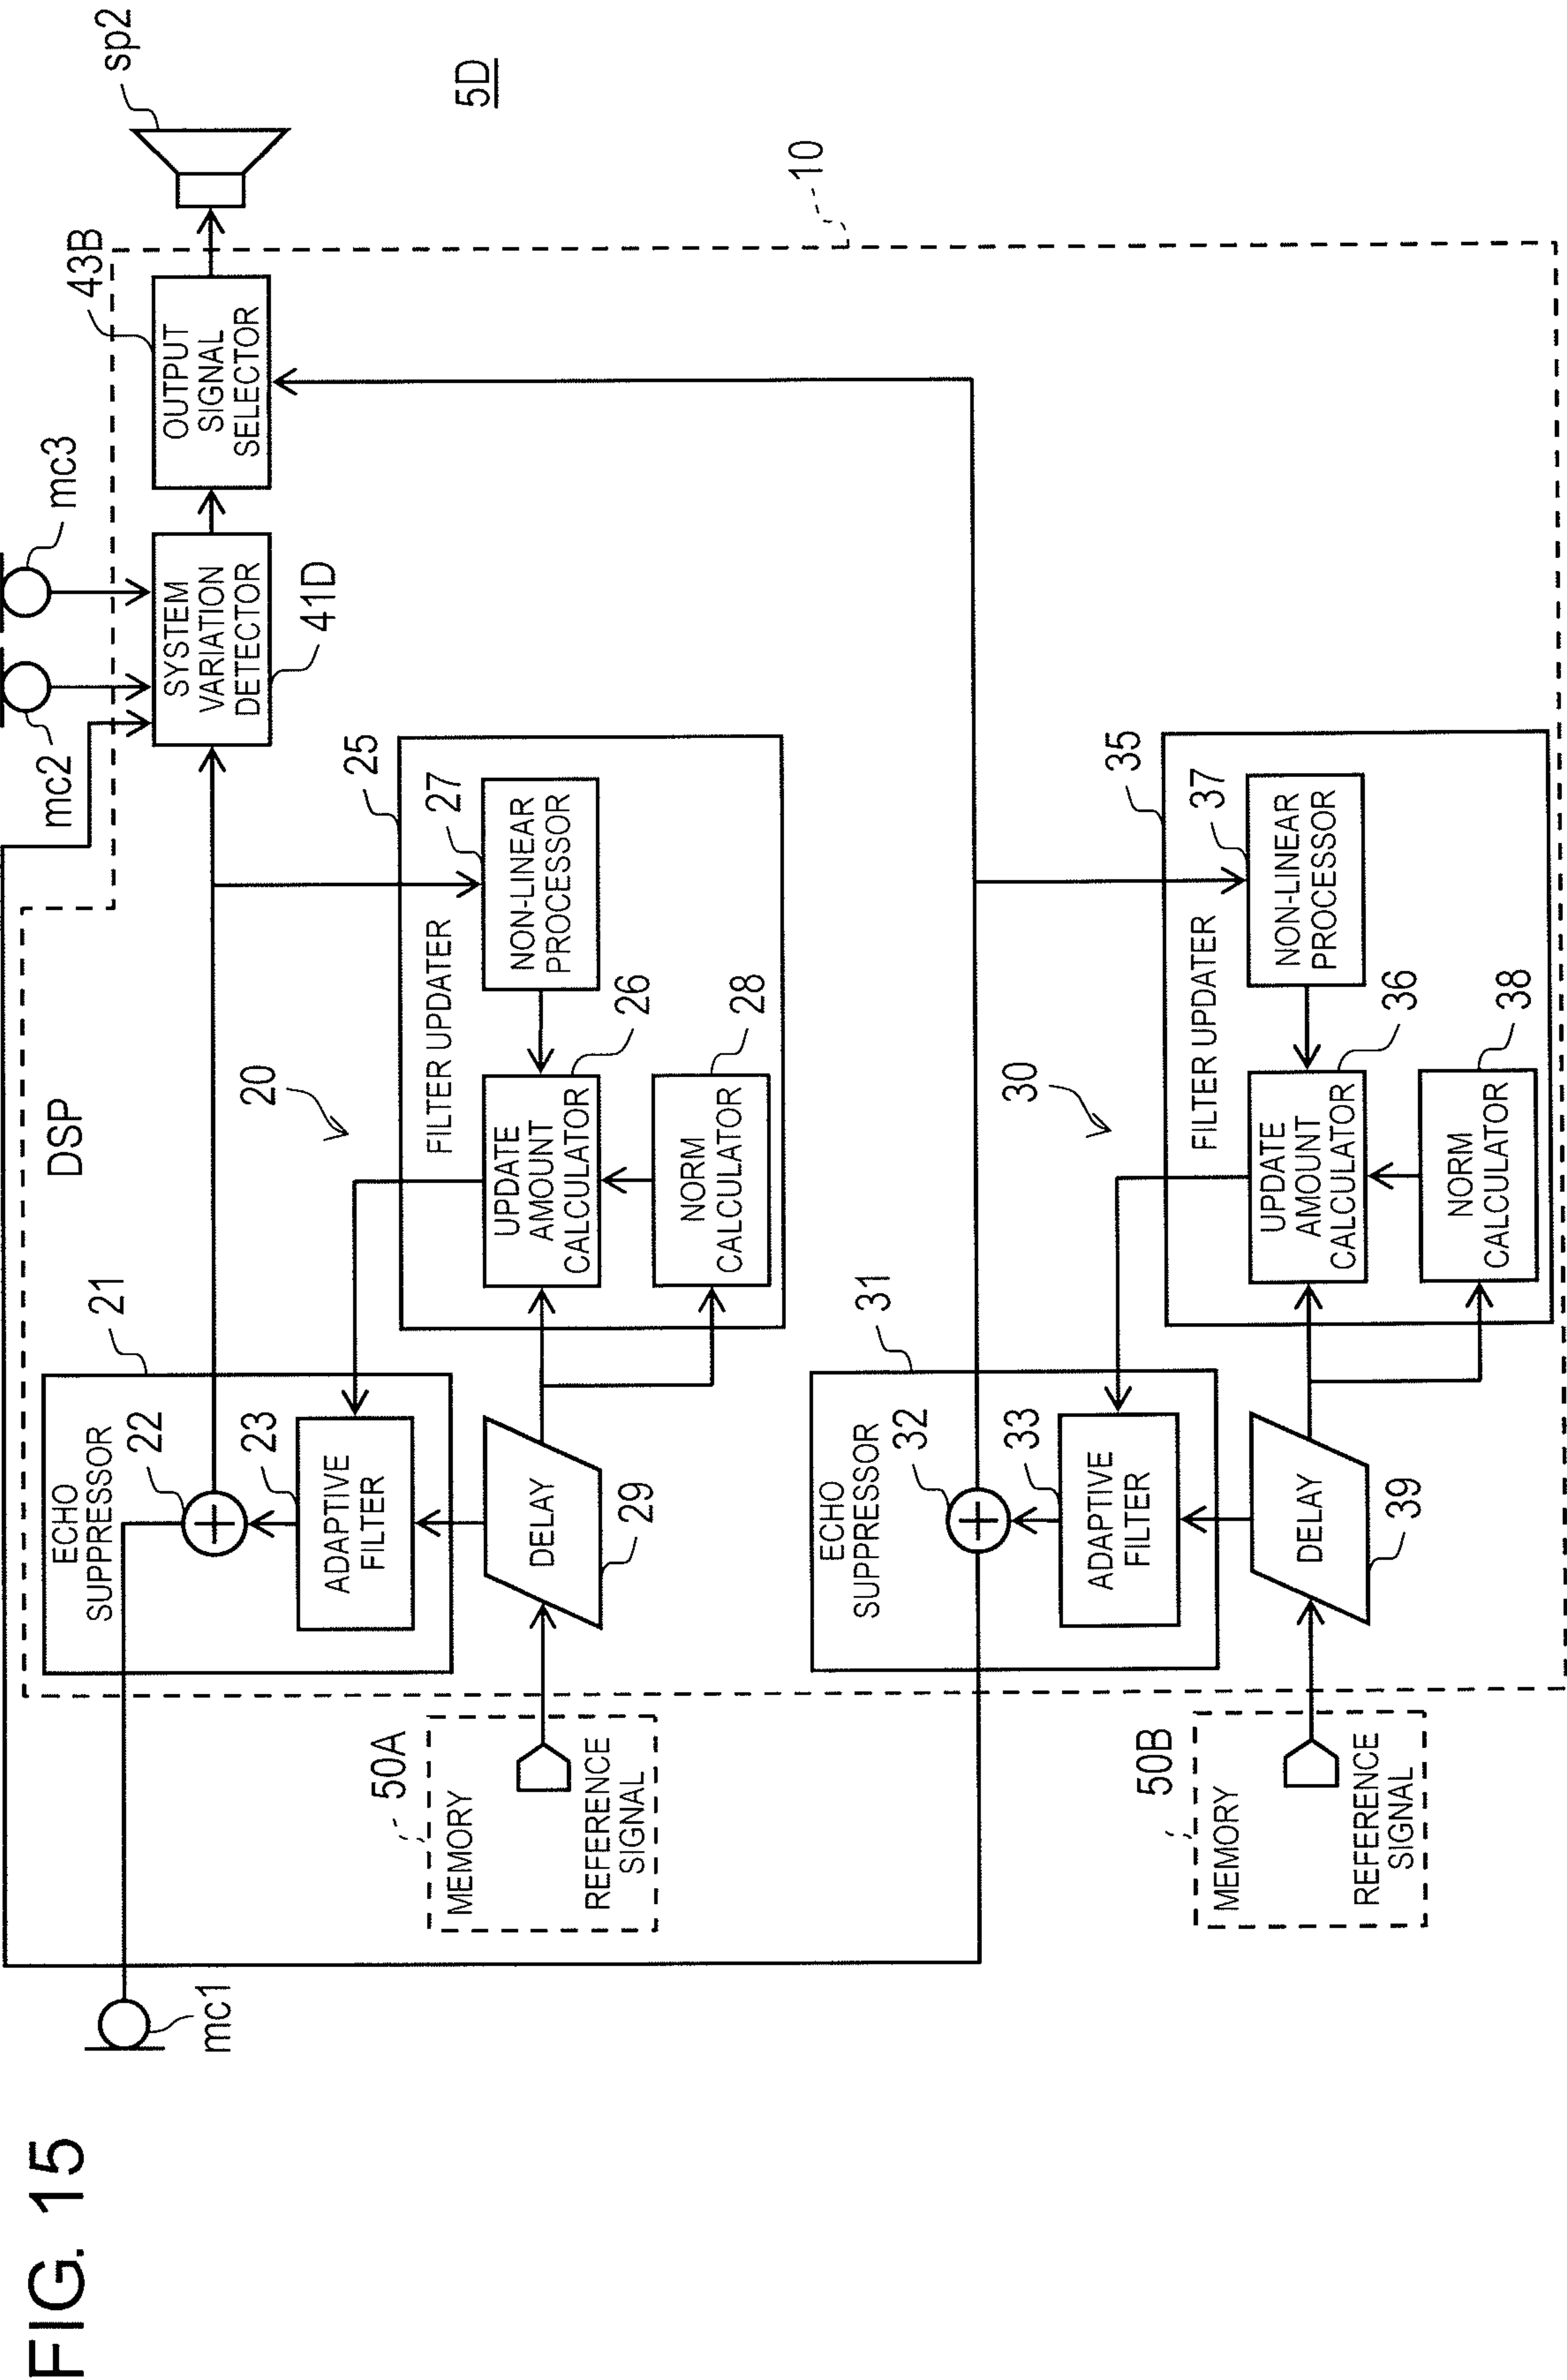 FIG. 15
5D
sp2
43B
OUTPUT
SIGNAL
SELECTOR
mc3
mc2
SYSTEM
VARIATION
DETECTOR
41D
10
DSP
20
25
27
NON-LINEAR
PROCESSOR
FILTER UPDATER
26
UPDATE
AMOUNT
CALCULATOR
28
NORM
CALCULATOR
21
ECHO
SUPPRESSOR
22
23
ADAPTIVE
FILTER
DELAY
29
50A
MEMORY
REFERENCE
SIGNAL
mc1
30
35
37
NON-LINEAR
PROCESSOR
FILTER UPDATER
36
UPDATE
AMOUNT
CALCULATOR
38
NORM
CALCULATOR
31
ECHO
SUPPRESSOR
32
33
ADAPTIVE
FILTER
DELAY
39
50B
MEMORY
REFERENCE
SIGNAL